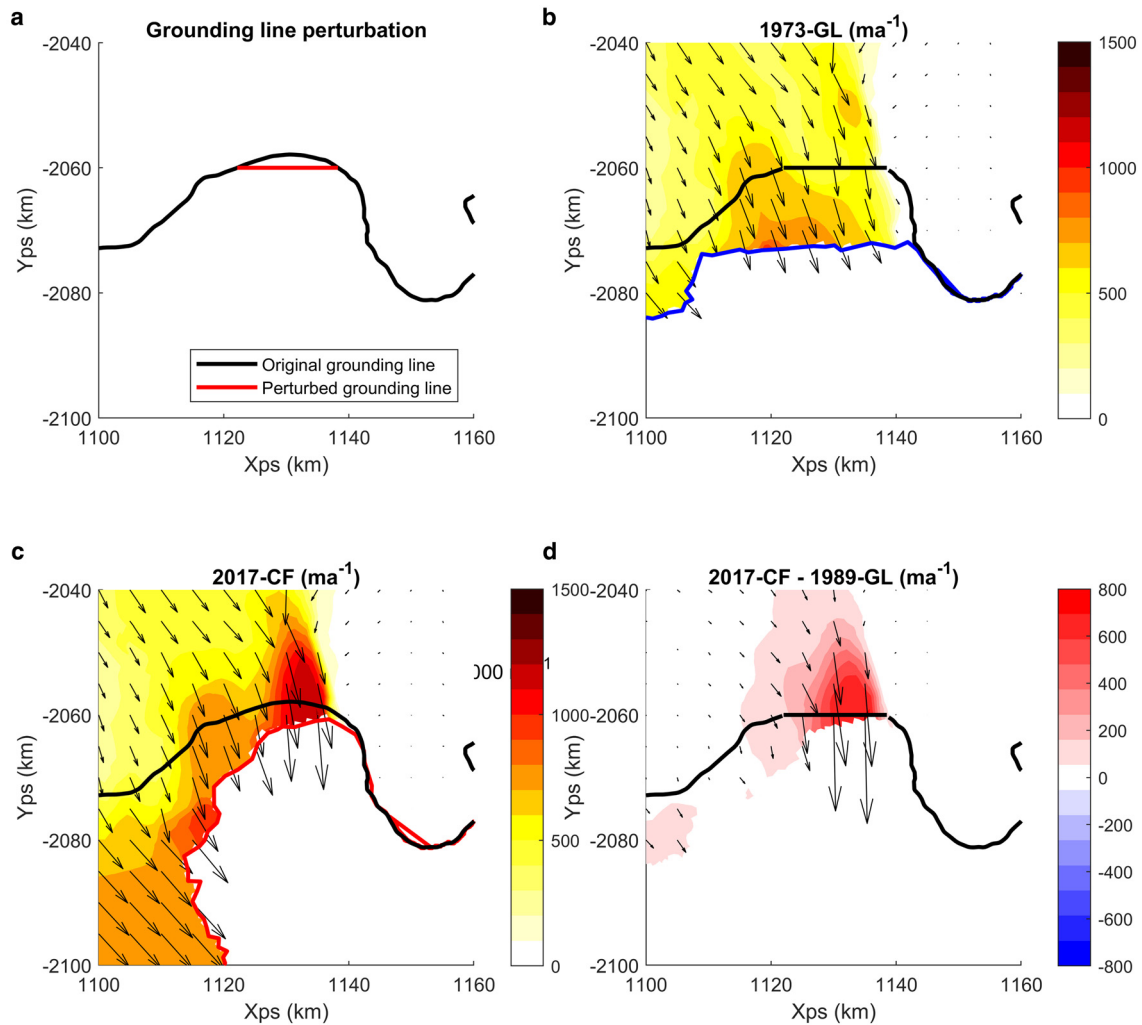 a
Grounding line perturbation
-2040
-2060
-2080
-2100
Yps (km)
1100
1120
1140
1160
Xps (km)
Original grounding line
Perturbed grounding line
b
1973-GL (ma-1)
-2040
-2060
-2080
-2100
Yps (km)
1100
1120
1140
1160
Xps (km)
1500
1000
500
0
c
2017-CF (ma-1)
-2040
-2060
-2080
-2100
Yps (km)
1100
1120
1140
1160
Xps (km)
1500
1000
500
0
000
1
d
2017-CF - 1989-GL (ma-1)
-2040
-2060
-2080
-2100
Yps (km)
1100
1120
1140
1160
Xps (km)
800
600
400
200
0
-200
-400
-600
-800